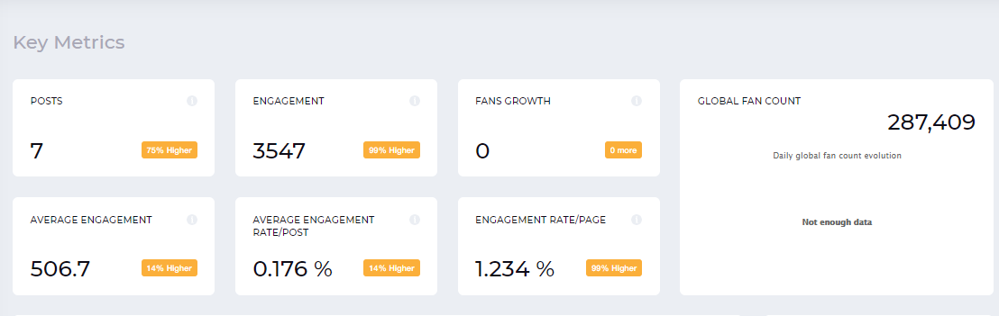 Key Metrics
POSTS
7
75% Higher
ENGAGEMENT
3547
99% Higher
FANS GROWTH
0
0 more
GLOBAL FAN COUNT
287,409
Daily global fan count evolution
Not enough data
AVERAGE ENGAGEMENT
506.7
14% Higher
AVERAGE ENGAGEMENT
RATE/POST
0.176 %
14% Higher
ENGAGEMENT RATE/PAGE
1.234 %
99% Higher